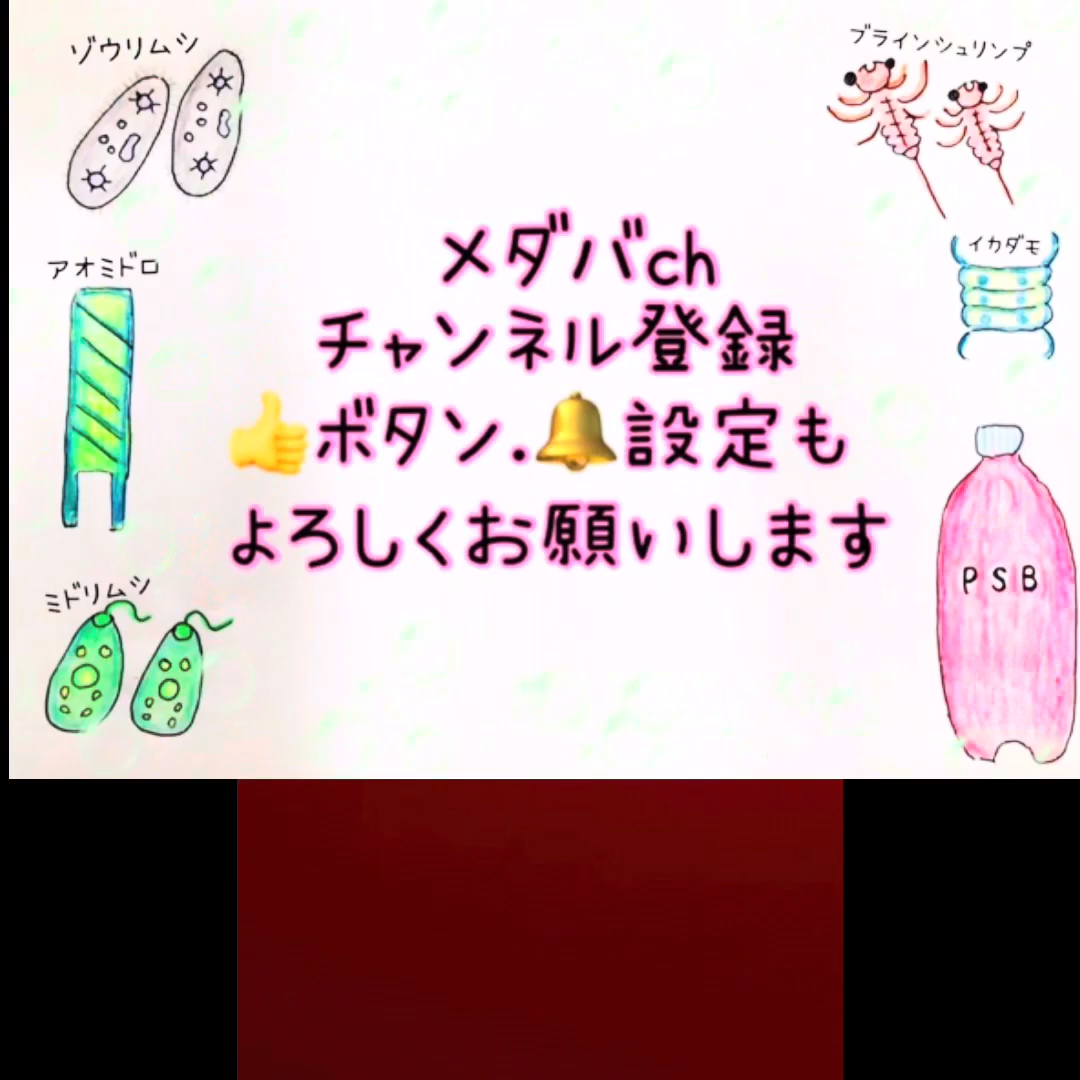 ゾウリムシ
ブラインシュリンプ
アオミドロ
イカダモ
メダバch
チャンネル登録
👍ボタン.🔔設定も
よろしくお願いします
ミドリムシ
PSB